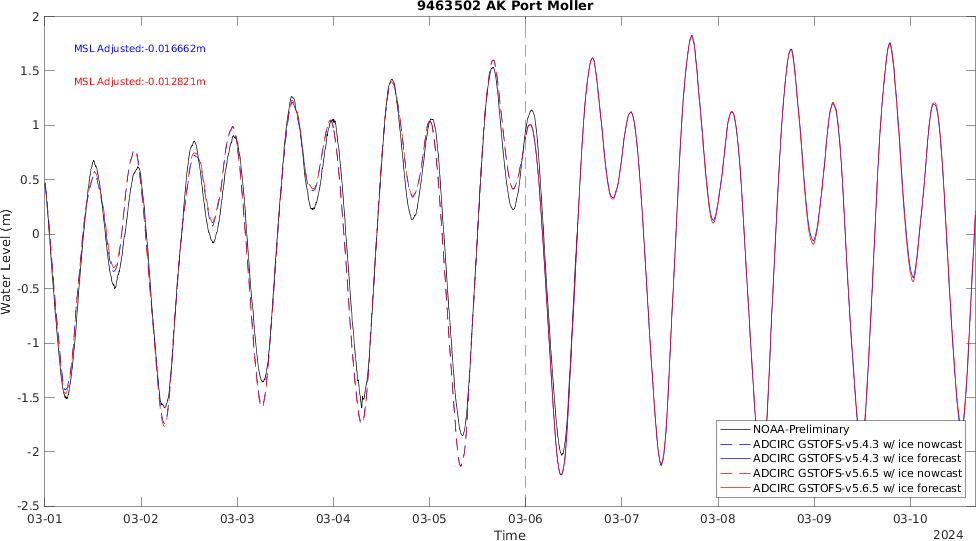 9463502 AK Port Moller
MSL Adjusted:-0.016662m
MSL Adjusted:-0.012821m
Water Level (m)
2
1.5
1
0.5
0
-0.5
-1
-1.5
-2
-2.5
NOAA-Preliminary
ADCIRC GSTOFS-v5.4.3 w/ ice nowcast
ADCIRC GSTOFS-v5.4.3 w/ ice forecast
ADCIRC GSTOFS-v5.6.5 w/ ice nowcast
ADCIRC GSTOFS-v5.6.5 w/ ice forecast
03-01 03-02 03-03 03-04 03-05 03-06 03-07 03-08 03-09 03-10
Time
2024